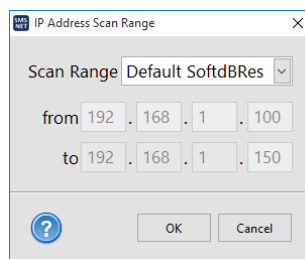 SMS NET IP Address Scan Range
Scan Range Default SoftdBRes
from 192 . 168 . 1 . 100
to 192 . 168 . 1 . 150
? OK Cancel